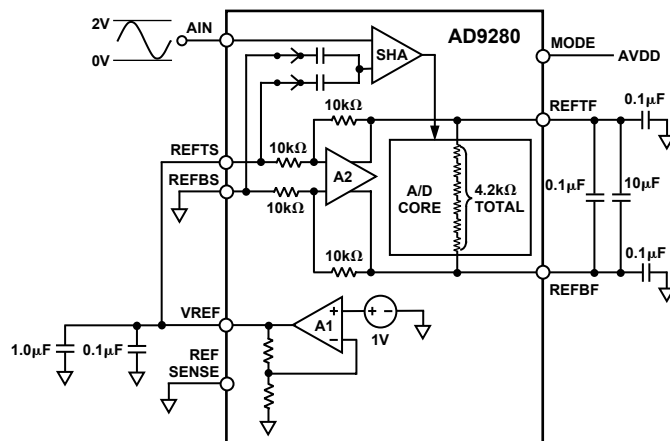 2V
0V
AIN
SHA
AD9280
MODE
AVDD
REFTS
REFBS
10kΩ
10kΩ
10kΩ
10kΩ
A2
A/D
CORE
4.2kΩ
TOTAL
REFTF
0.1µF
0.1µF
10µF
0.1µF
REFBF
VREF
A1
+
–
+ –
1V
1.0µF
0.1µF
REF
SENSE